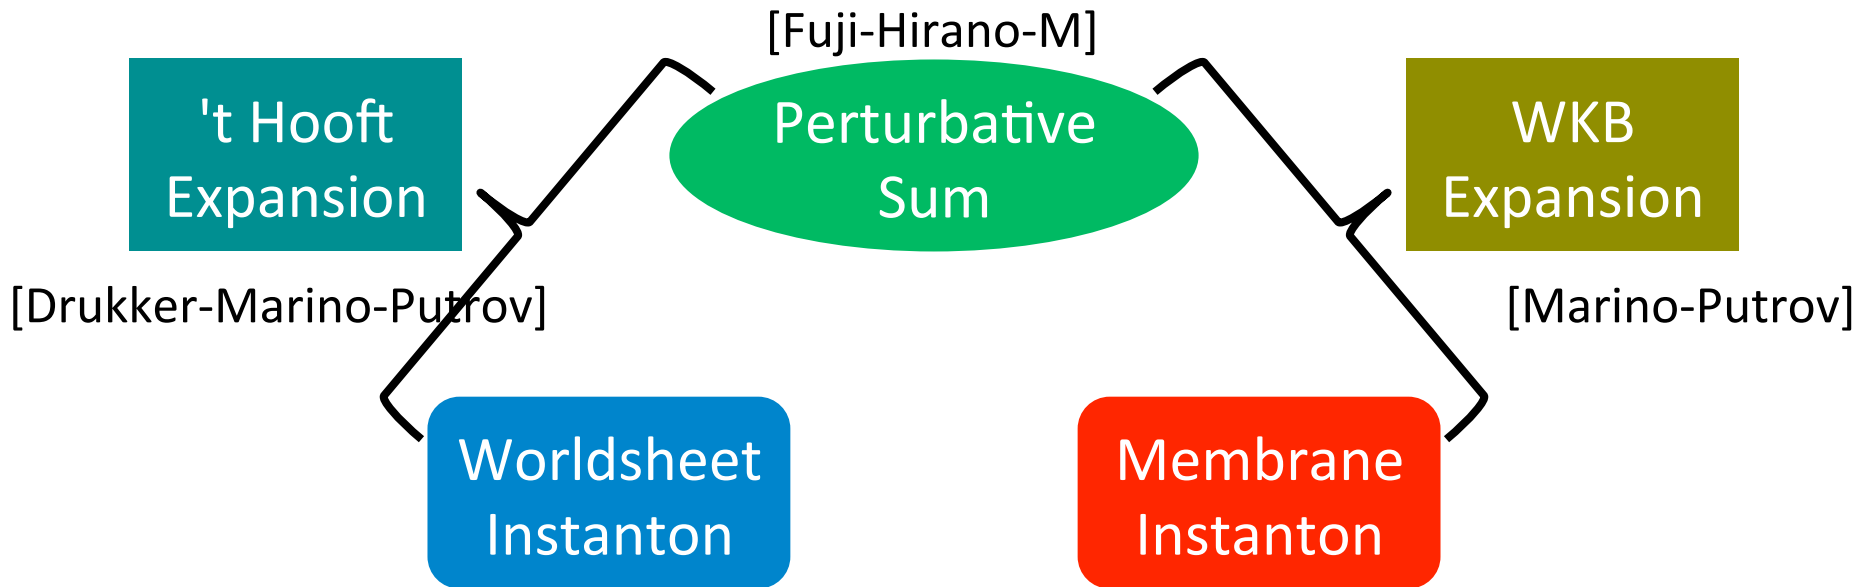 [Fuji-Hirano-M]
't Hooft
Expansion
Perturbative
Sum
WKB
Expansion
[Drukker-Marino-Putrov]
[Marino-Putrov]
Worldsheet
Instanton
Membrane
Instanton